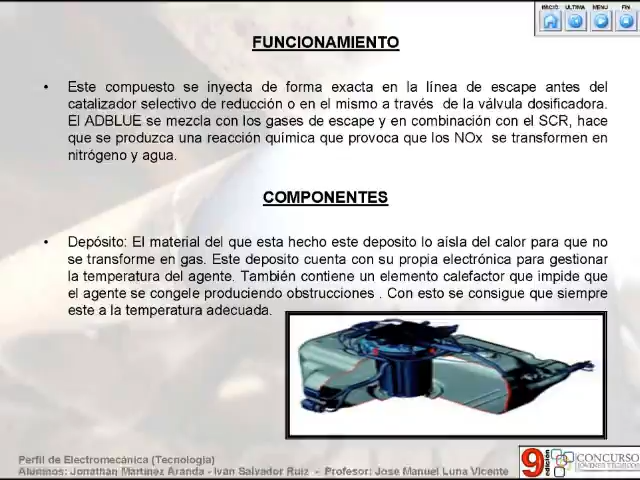 INICIO ULTIMA MENU FIN
FUNCIONAMIENTO
• Este compuesto se inyecta de forma exacta en la línea de escape antes del
catalizador selectivo de reducción o en el mismo a través de la válvula dosificadora.
El ADBLUE se mezcla con los gases de escape y en combinación con el SCR, hace
que se produzca una reacción química que provoca que los NOx se transformen en
nitrógeno y agua.
COMPONENTES
• Depósito: El material del que esta hecho este deposito lo aísla del calor para que no
se transforme en gas. Este deposito cuenta con su propia electrónica para gestionar
la temperatura del agente. También contiene un elemento calefactor que impide que
el agente se congele produciendo obstrucciones . Con esto se consigue que siempre
este a la temperatura adecuada.
Perfil de Electromecánica (Tecnología)
Alumnos: Jonathan Martinez Aranda - Ivan Salvador Ruiz - Profesor: Jose Manuel Luna Vicente
9 edición
CONCURSO
JÓVENES TÉCNICOS